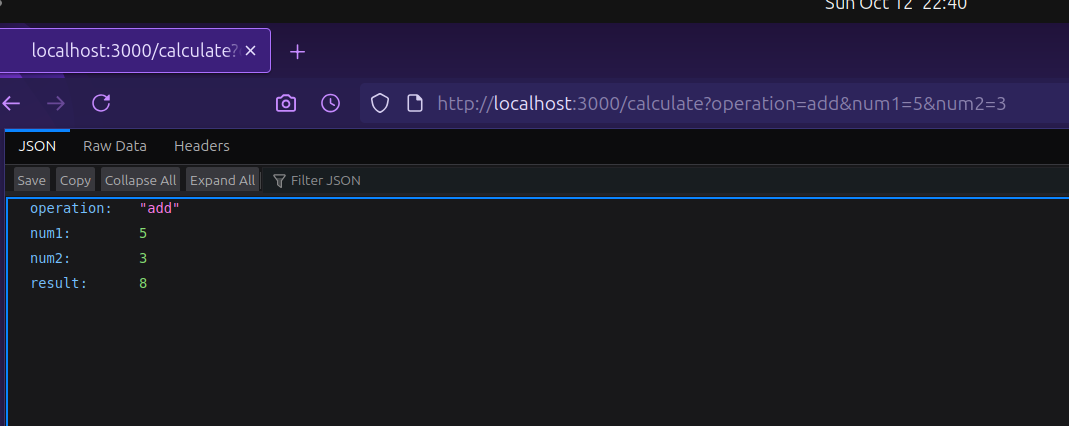 Sun Oct 12 22:40
localhost:3000/calculate?
http://localhost:3000/calculate?operation=add&num1=5&num2=3
JSON Raw Data Headers
Save Copy Collapse All Expand All Filter JSON
operation: "add"
num1: 5
num2: 3
result: 8